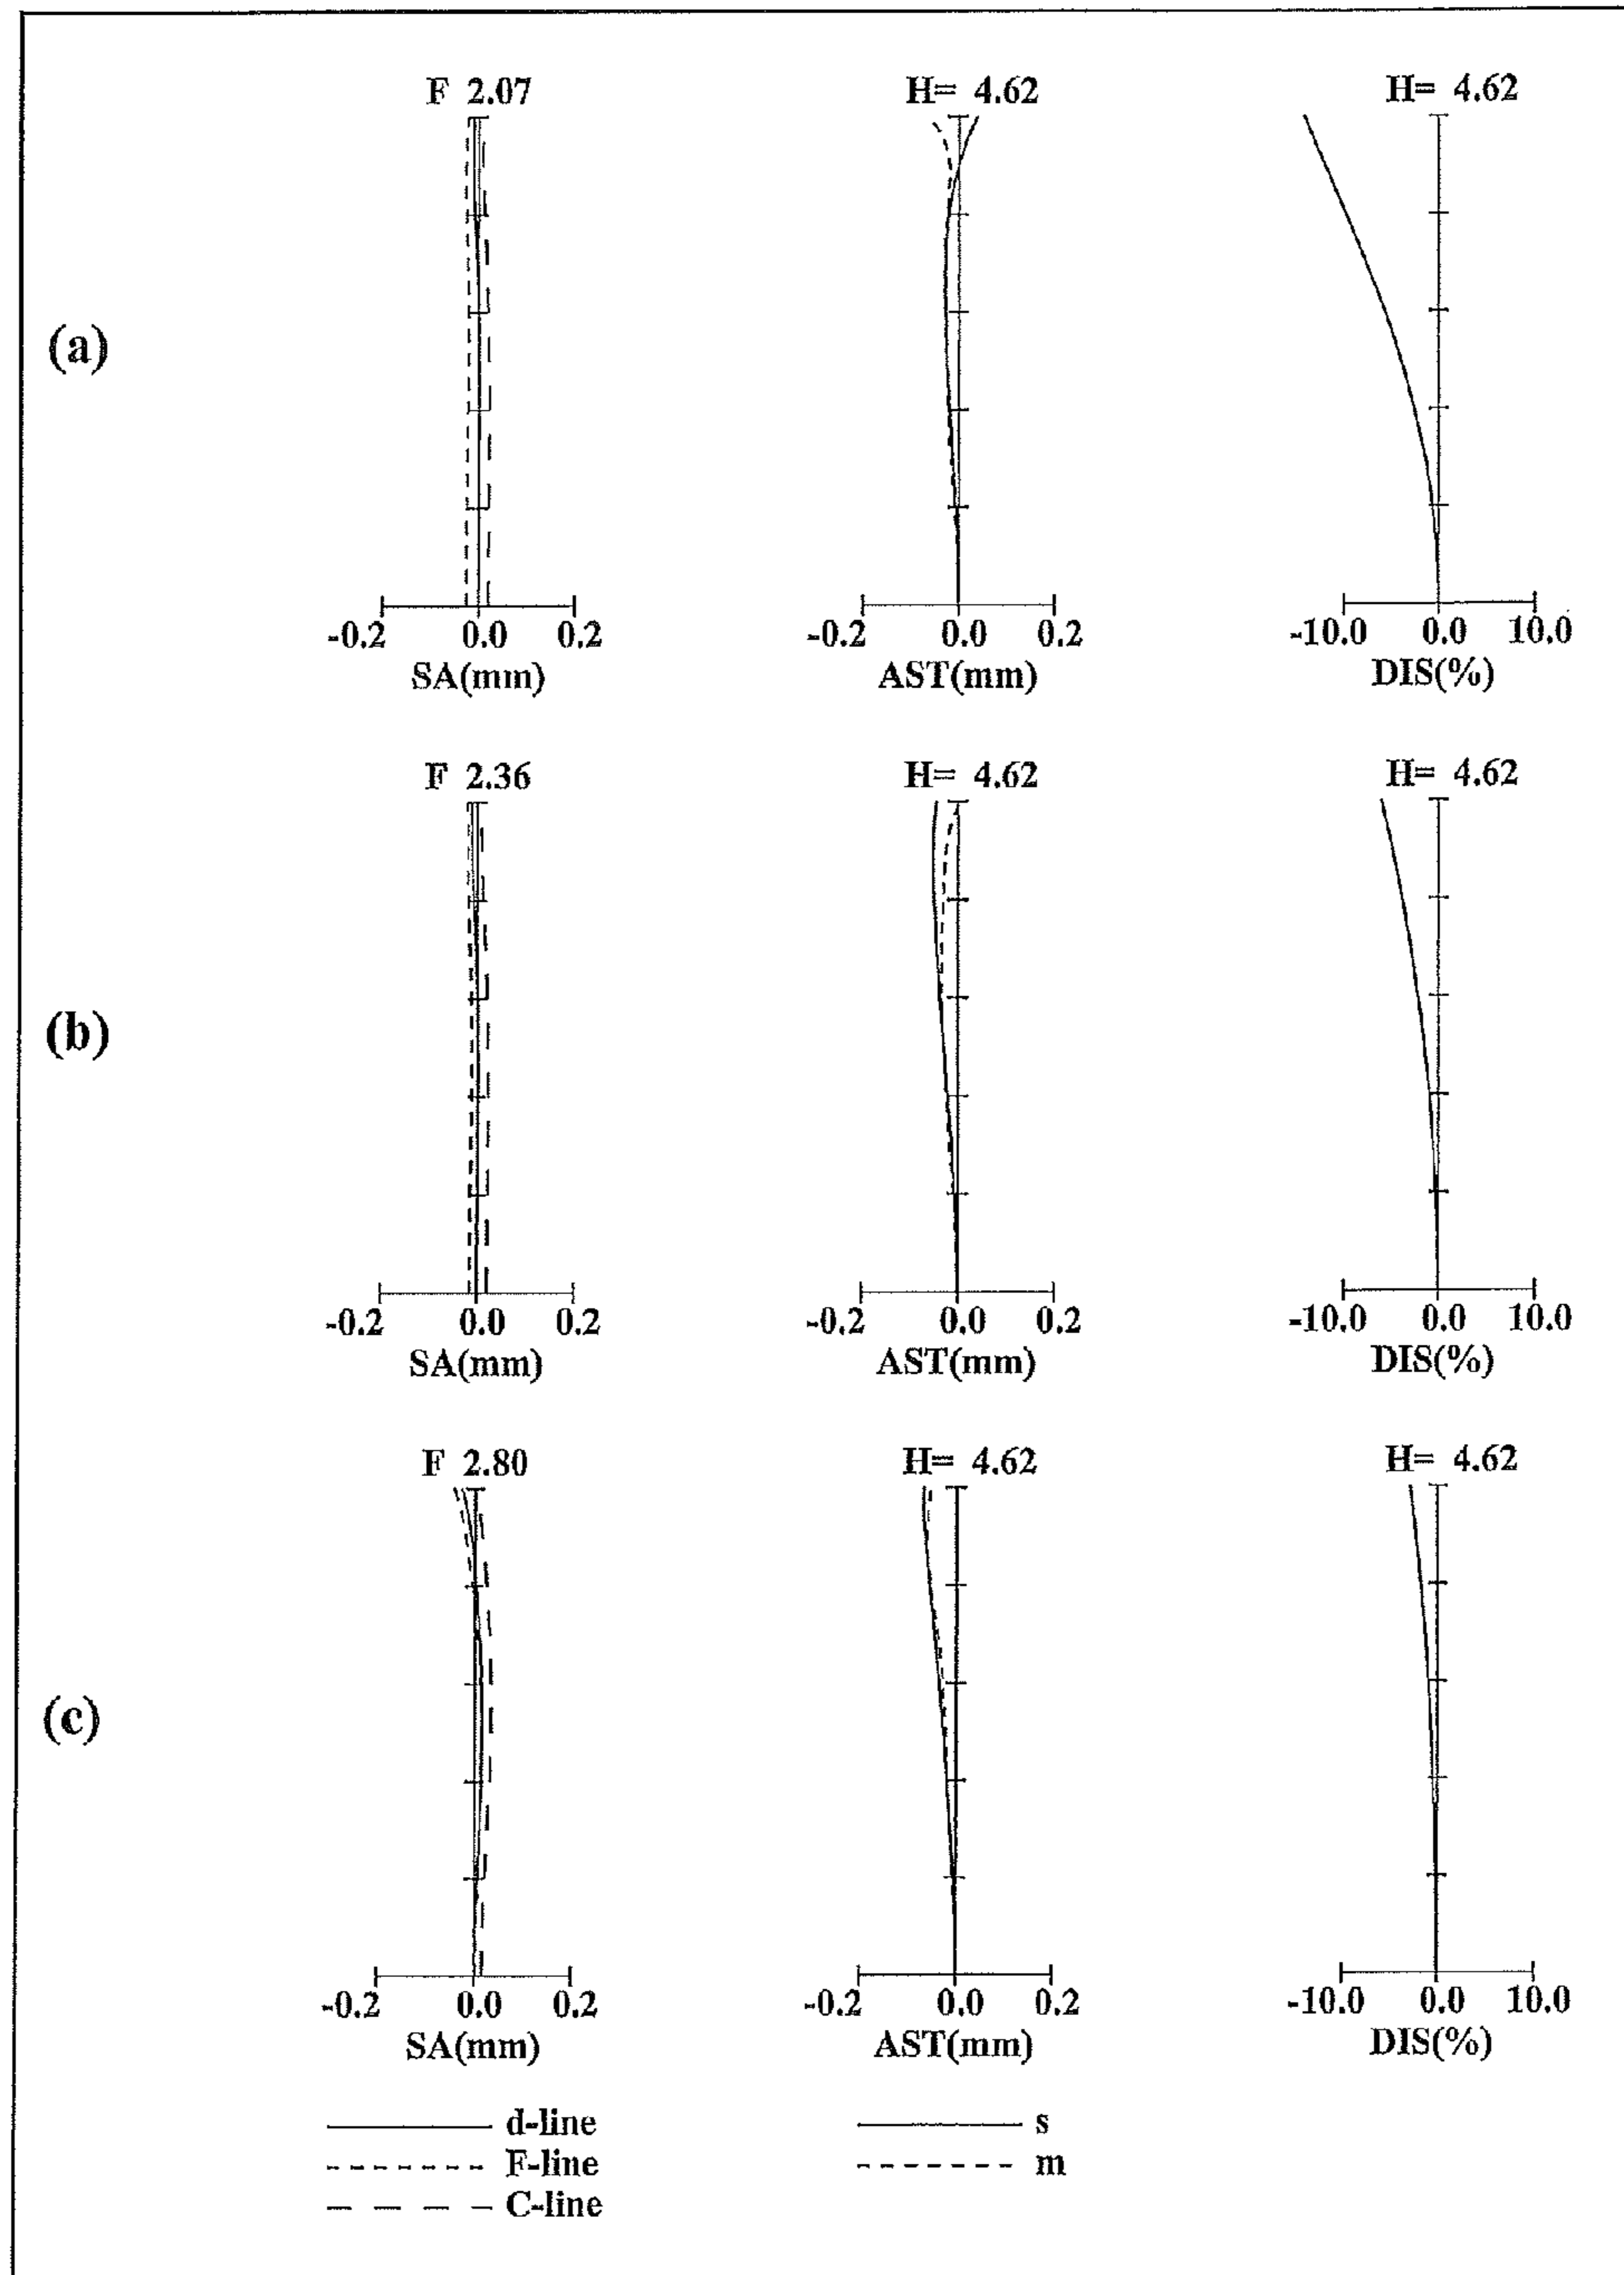 F 2.07 H= 4.62 H= 4.62
(a)
-0.2 0.0 0.2 -0.2 0.0 0.2 -10.0 0.0 10.0
SA(mm) AST(mm) DIS(%)
F 2.36 H= 4.62 H= 4.62
(b)
-0.2 0.0 0.2 -0.2 0.0 0.2 -10.0 0.0 10.0
SA(mm) AST(mm) DIS(%)
F 2.80 H= 4.62 H= 4.62
(c)
-0.2 0.0 0.2 -0.2 0.0 0.2 -10.0 0.0 10.0
SA(mm) AST(mm) DIS(%)
d-line s
F-line m
C-line